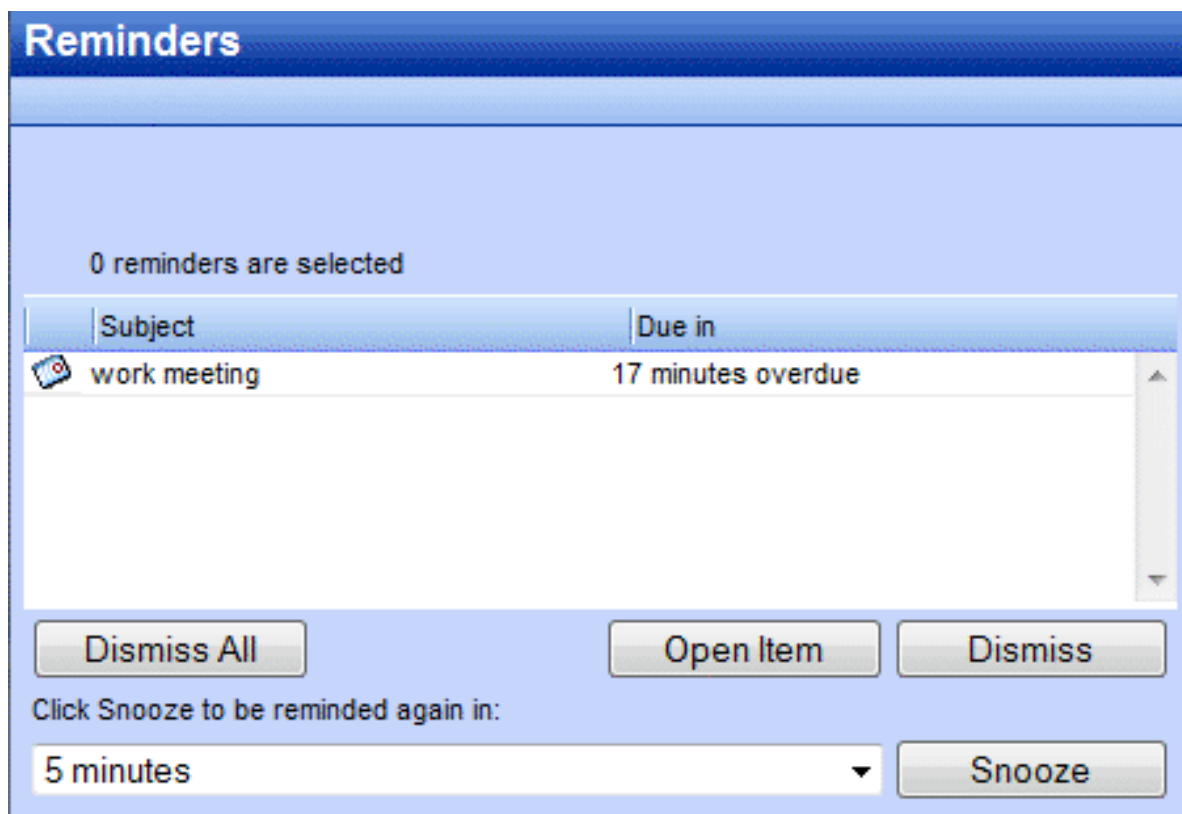 Reminders
0 reminders are selected
Subject Due in
work meeting 17 minutes overdue
Dismiss All Open Item Dismiss
Click Snooze to be reminded again in:
5 minutes Snooze